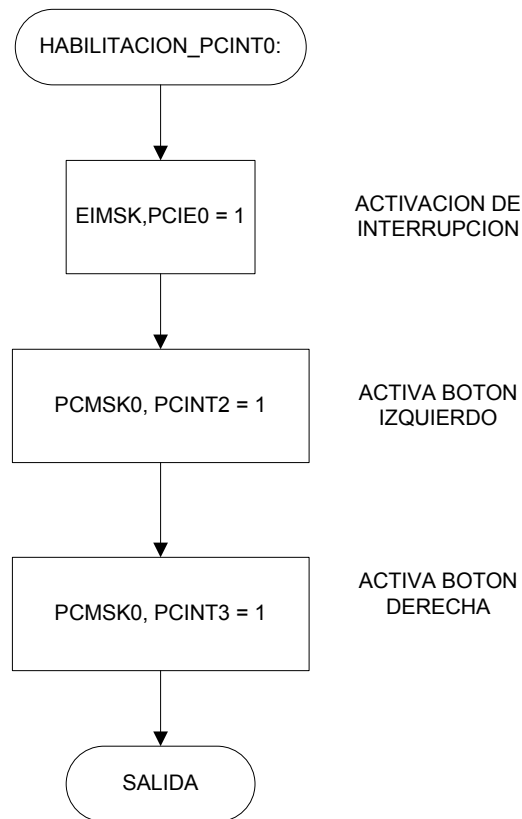 HABILITACION_PCINT0:
EIMSK,PCIE0 = 1
ACTIVACION DE
INTERRUPCION
PCMSK0, PCINT2 = 1
ACTIVA BOTON
IZQUIERDO
PCMSK0, PCINT3 = 1
ACTIVA BOTON
DERECHA
SALIDA